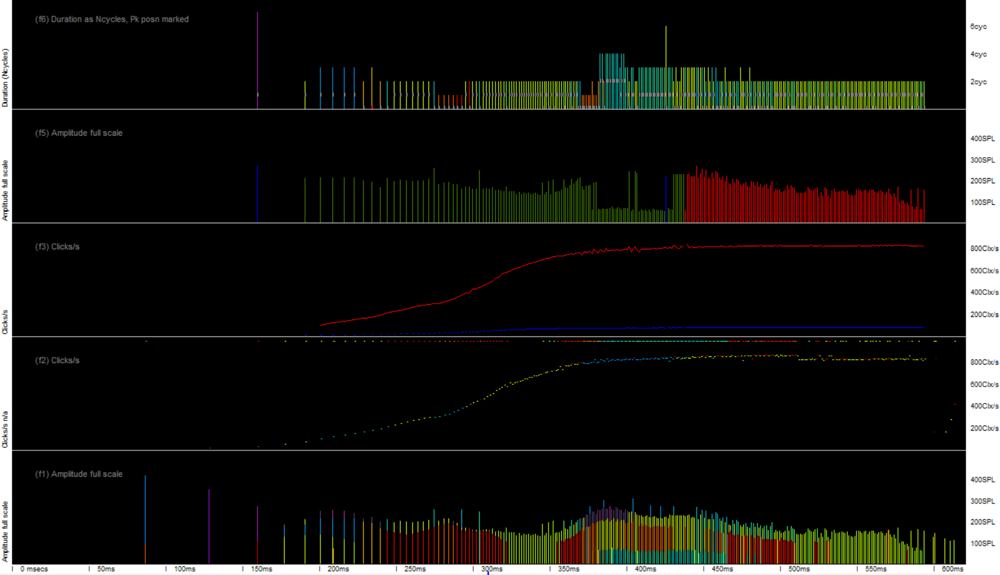 (f6) Duration as Ncycles, Pk posn marked
Duration (Ncycles)
6cyc
4cyc
2cyc
(f5) Amplitude full scale
Amplitude full scale
400SPL
300SPL
200SPL
100SPL
(f3) Clicks/s
Clicks/s
800Clx/s
600Clx/s
400Clx/s
200Clx/s
(f2) Clicks/s
Clicks/s n/a
800Clx/s
600Clx/s
400Clx/s
200Clx/s
(f1) Amplitude full scale
Amplitude full scale
400SPL
300SPL
200SPL
100SPL
0 msecs 50ms 100ms 150ms 200ms 250ms 300ms 350ms 400ms 450ms 500ms 550ms 600ms